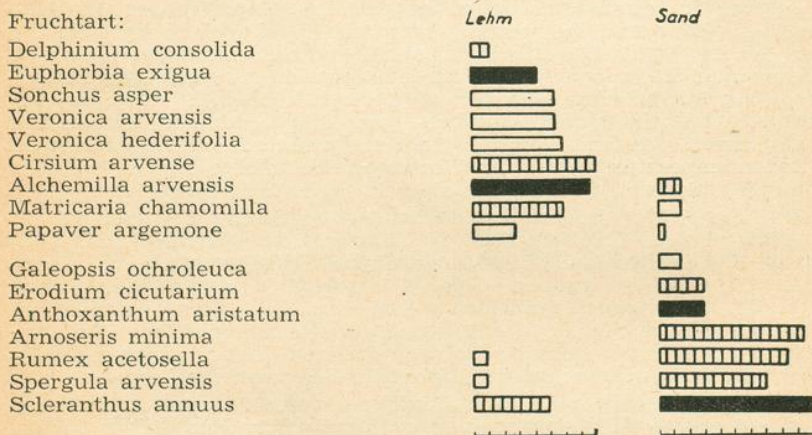 Fruchtart: Lehm Sand
Delphinium consolida
Euphorbia exigua
Sonchus asper
Veronica arvensis
Veronica hederifolia
Cirsium arvense
Alchemilla arvensis
Matricaria chamomilla
Papaver argemone
Galeopsis ochroleuca
Erodium cicutarium
Anthoxanthum aristatum
Arnoseris minima
Rumex acetosella
Spergula arvensis
Scleranthus annuus